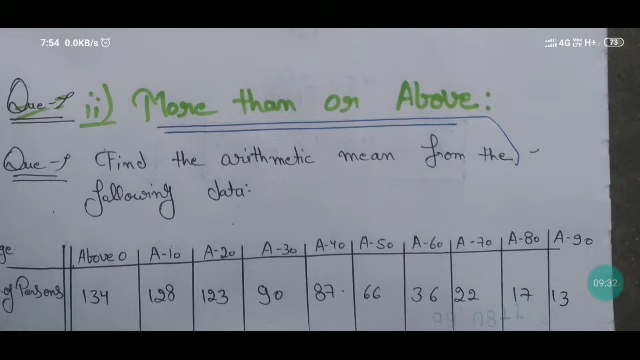 7:54 0.0KB/s 4G H+ 73
Que-1 ii) More than or Above:
Que-1 Find the arithmetic mean from the
following data:
ge Above 0 A-10 A-20 A-30 A-40 A-50 A-60 A-70 A-80 A-90
of Persons 134 128 123 90 87 66 36 22 17 13
09:32